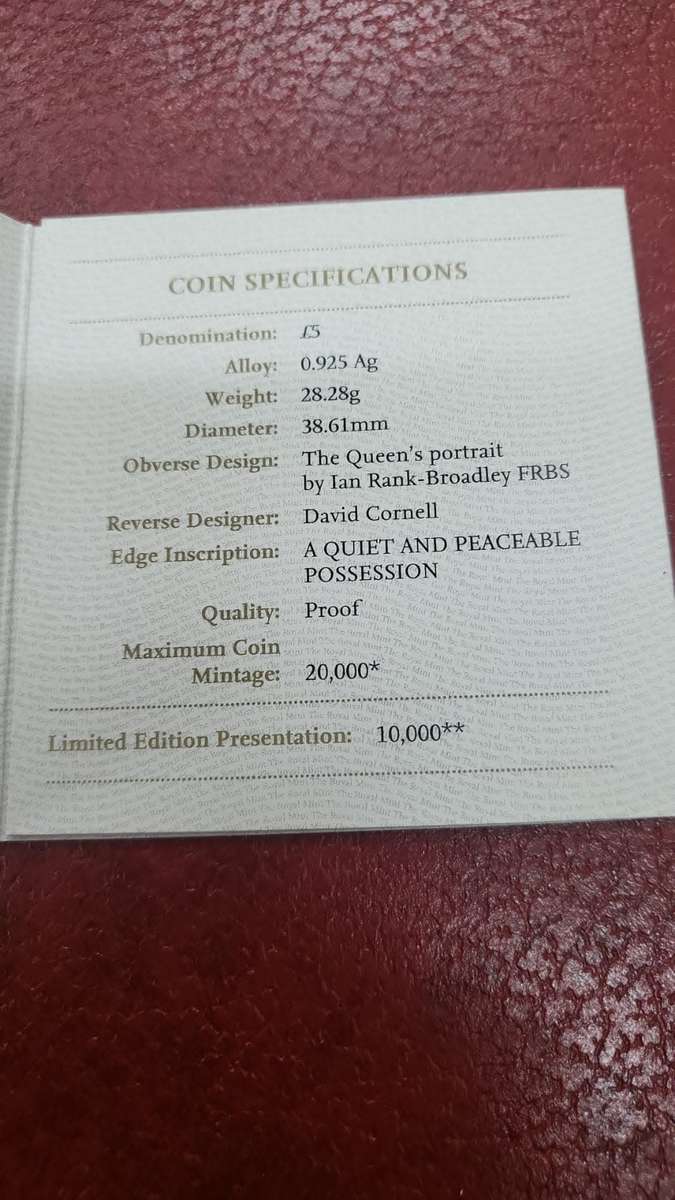 COIN SPECIFICATIONS
Denomination: £5
Alloy: 0.925 Ag
Weight: 28.28g
Diameter: 38.61mm
Obverse Design: The Queen's portrait
by Ian Rank-Broadley FRBS
Reverse Designer: David Cornell
Edge Inscription: A QUIET AND PEACEABLE
POSSESSION
Quality: Proof
Maximum Coin
Mintage: 20,000*
Limited Edition Presentation: 10,000**